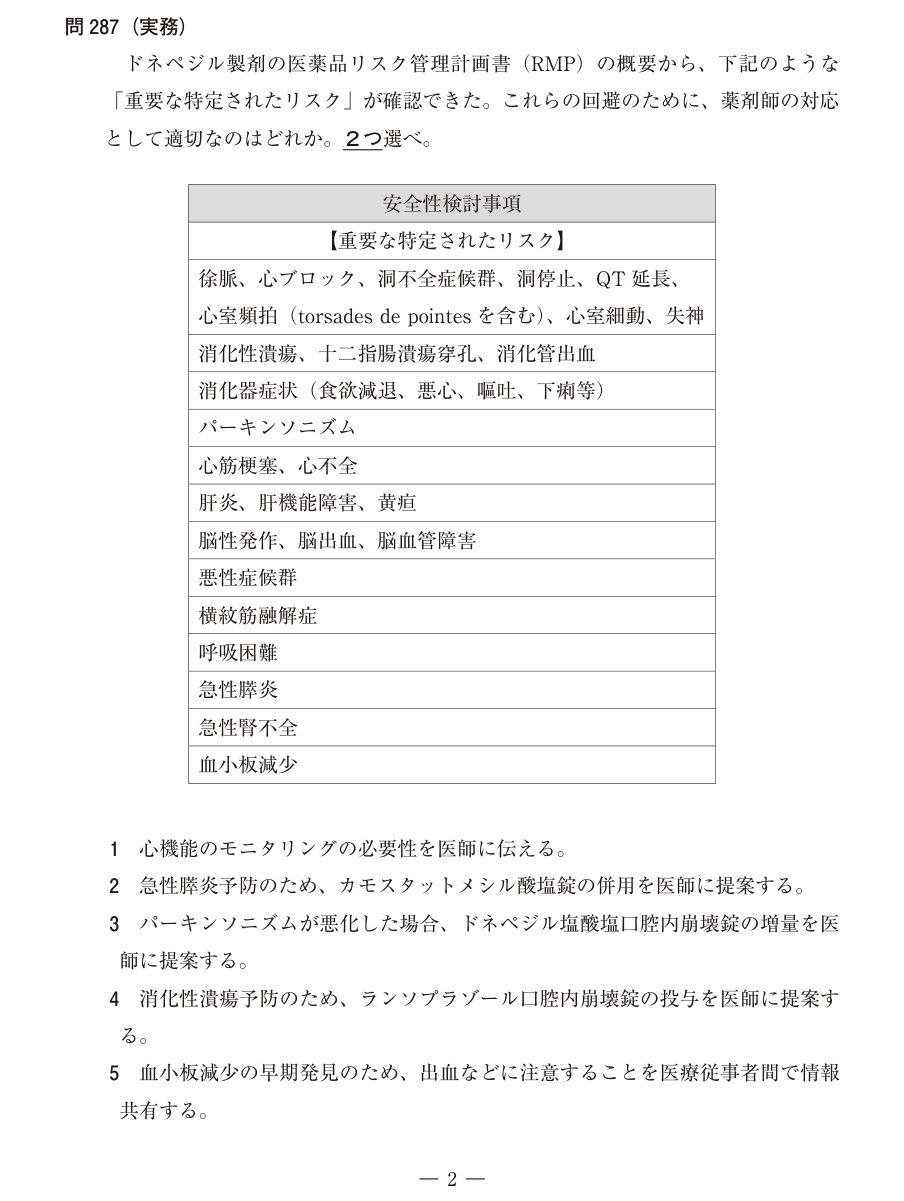 問 287（実務）
ドネペジル製剤の医薬品リスク管理計画書（RMP）の概要から、下記のような
「重要な特定されたリスク」が確認できた。これらの回避のために、薬剤師の対応
として適切なのはどれか。２つ選べ。
安全性検討事項
【重要な特定されたリスク】
徐脈、心ブロック、洞不全症候群、洞停止、QT 延長、
心室頻拍（torsades de pointes を含む）、心室細動、失神
消化性潰瘍、十二指腸潰瘍穿孔、消化管出血
消化器症状（食欲減退、悪心、嘔吐、下痢等）
パーキンソニズム
心筋梗塞、心不全
肝炎、肝機能障害、黄疸
脳性発作、脳出血、脳血管障害
悪性症候群
横紋筋融解症
呼吸困難
急性膵炎
急性腎不全
血小板減少
1 心機能のモニタリングの必要性を医師に伝える。
2 急性膵炎予防のため、カモスタットメシル酸塩錠の併用を医師に提案する。
3 パーキンソニズムが悪化した場合、ドネペジル塩酸塩口腔内崩壊錠の増量を医
師に提案する。
4 消化性潰瘍予防のため、ランソプラゾール口腔内崩壊錠の投与を医師に提案す
る。
5 血小板減少の早期発見のため、出血などに注意することを医療従事者間で情報
共有する。
― 2 ―